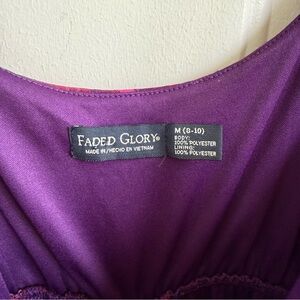 FADED GLORY®
MADE IN/HECHO EN VIETNAM
M (8-10)
BODY:
100% POLYESTER
LINING:
100% POLYESTER